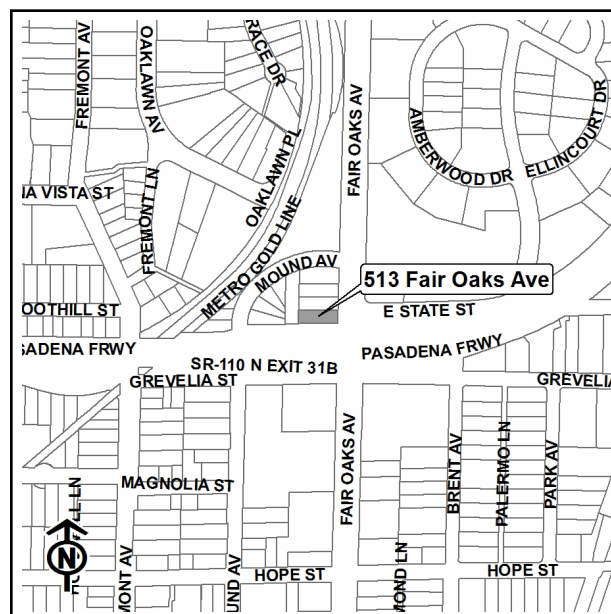 FREMONT AV
OAKLAWN AV
RACE DR
FAIR OAKS AV
AMBERWOOD DR
ELLINCOURT DR
NA VISTA ST
FREMONT LN
OAKLAWN PL
METRO GOLD LINE
MOUND AV
513 Fair Oaks Ave
OOTHILL ST
E STATE ST
SADENA FRWY
SR-110 N EXIT 31B
PASADENA FRWY
GREVELIA ST
GREVELIA
MAGNOLIA ST
FAIR OAKS AV
BRENT AV
PALERMO LN
PARK AV
N
MONT AV
UND AV
HOPE ST
MOND LN
HOPE ST